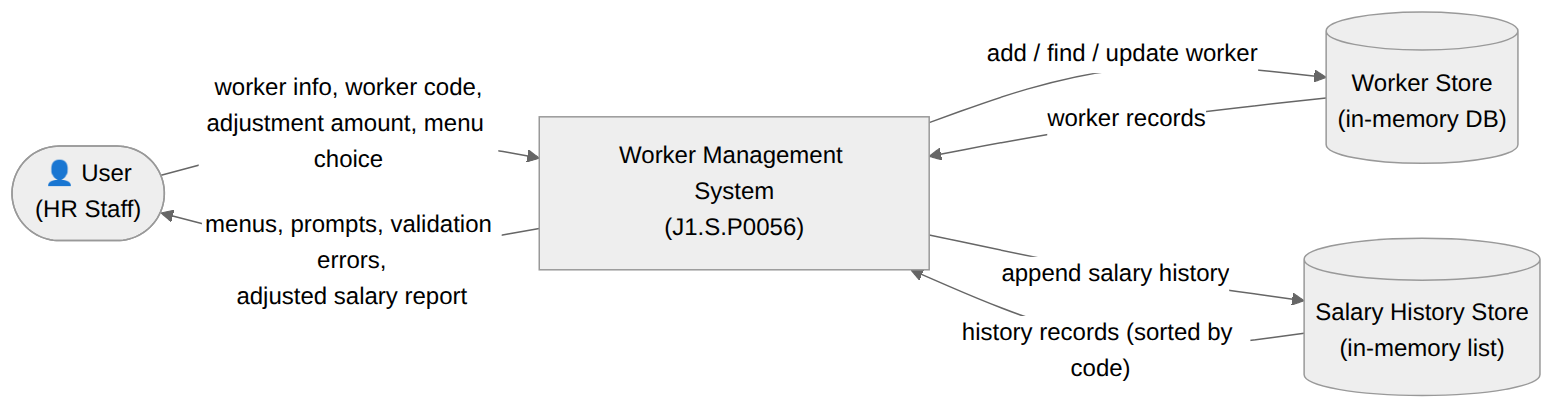 User
(HR Staff)
worker info, worker code,
adjustment amount, menu
choice
menus, prompts, validation
errors,
adjusted salary report
Worker Management
System
(J1.S.P0056)
add / find / update worker
worker records
Worker Store
(in-memory DB)
append salary history
history records (sorted by
code)
Salary History Store
(in-memory list)